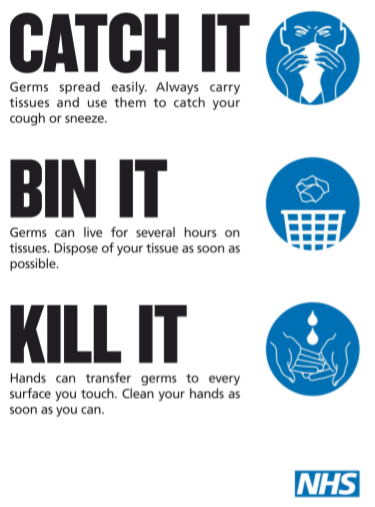 CATCH IT
Germs spread easily. Always carry
tissues and use them to catch your
cough or sneeze.
BIN IT
Germs can live for several hours on
tissues. Dispose of your tissue as soon as
possible.
KILL IT
Hands can transfer germs to every
surface you touch. Clean your hands as
soon as you can.
NHS